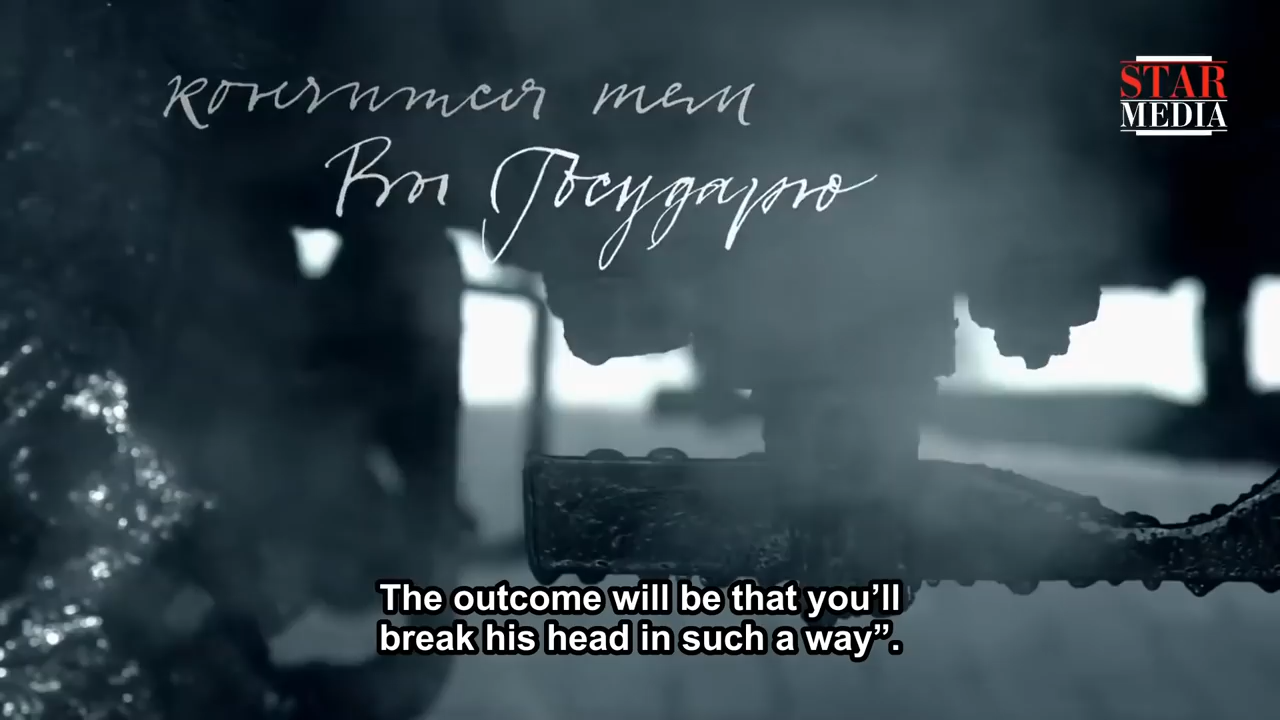 кончится тем
Вы Государю
STAR
MEDIA
The outcome will be that you’ll
break his head in such a way”.